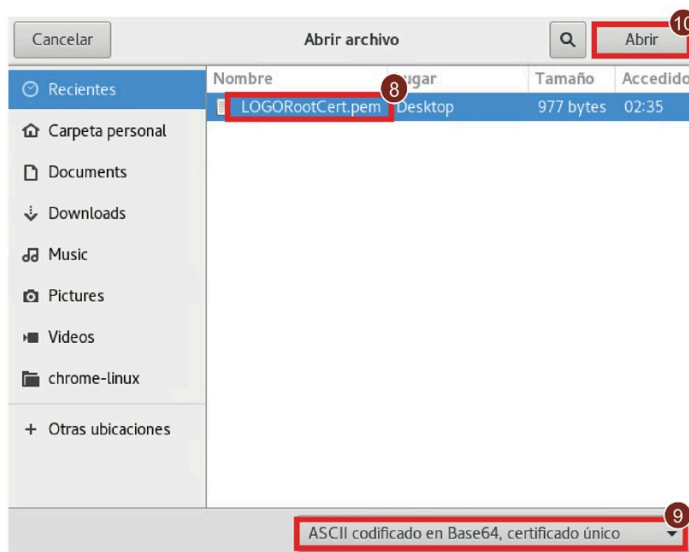 Cancelar Abrir archivo Abrir 10
Recientes
Carpeta personal
Documents
Downloads
Music
Pictures
Videos
chrome-linux
+ Otras ubicaciones
Nombre Tamaño Accedido
8
LOGORootCert.pem Desktop 977 bytes 02:35
9
ASCII codificado en Base64, certificado único